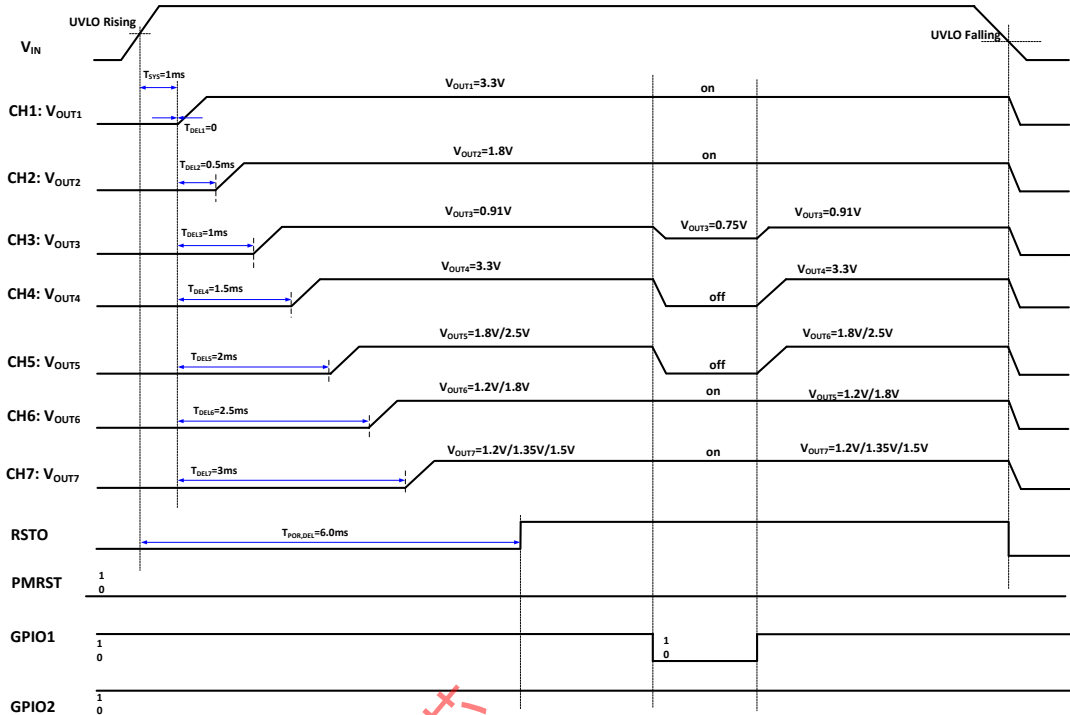 UVLO Rising
UVLO Falling
VIN
TSYS=1ms
VOUT1=3.3V
on
CH1: VOUT1
TDEL1=0
TDEL2=0.5ms
VOUT2=1.8V
on
CH2: VOUT2
TDEL3=1ms
VOUT3=0.91V
VOUT3=0.75V
VOUT3=0.91V
CH3: VOUT3
TDEL4=1.5ms
VOUT4=3.3V
off
VOUT4=3.3V
CH4: VOUT4
TDEL5=2ms
VOUT5=1.8V/2.5V
off
VOUT6=1.8V/2.5V
CH5: VOUT5
TDEL6=2.5ms
VOUT6=1.2V/1.8V
on
VOUT5=1.2V/1.8V
CH6: VOUT6
TDEL7=3ms
VOUT7=1.2V/1.35V/1.5V
on
VOUT7=1.2V/1.35V/1.5V
CH7: VOUT7
RSTO
TPOR,DEL=6.0ms
PMRST
1
0
GPIO1
1
0
1
0
GPIO2
1
0